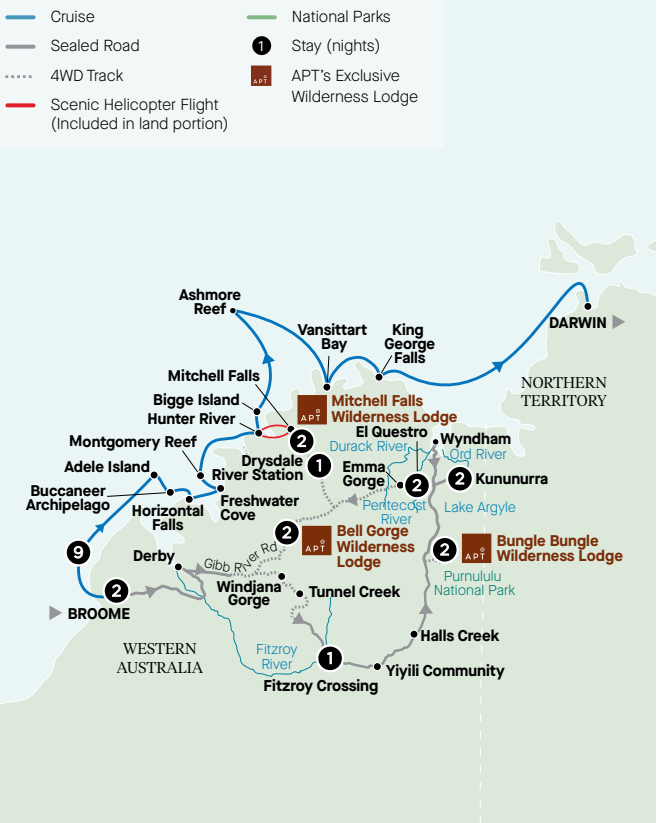 Cruise
Sealed Road
4WD Track
Scenic Helicopter Flight
(Included in land portion)
National Parks
1
Stay (nights)
APT
APT's Exclusive
Wilderness Lodge
Ashmore
Reef
Vansittart
Bay
King
George
Falls
DARWIN
NORTHERN
TERRITORY
Mitchell Falls
Bigge Island
Hunter River
APT
Mitchell Falls
Wilderness Lodge
2
El Questro
Wyndham
Montgomery Reef
Durack River
Ord River
Drysdale
River Station
1
Adele Island
Emma
Gorge
2
2
Kununurra
Buccaneer
Archipelago
Horizontal
Falls
Freshwater
Cove
Pentecost
River
Lake Argyle
9
2
APT
Bell Gorge
Wilderness
Lodge
2
APT
Bungle Bungle
Wilderness Lodge
Derby
Gibb River Rd
Purnululu
National Park
2
BROOME
Windjana
Gorge
Tunnel Creek
WESTERN
AUSTRALIA
Fitzroy
River
1
Halls Creek
Yiyili Community
Fitzroy Crossing